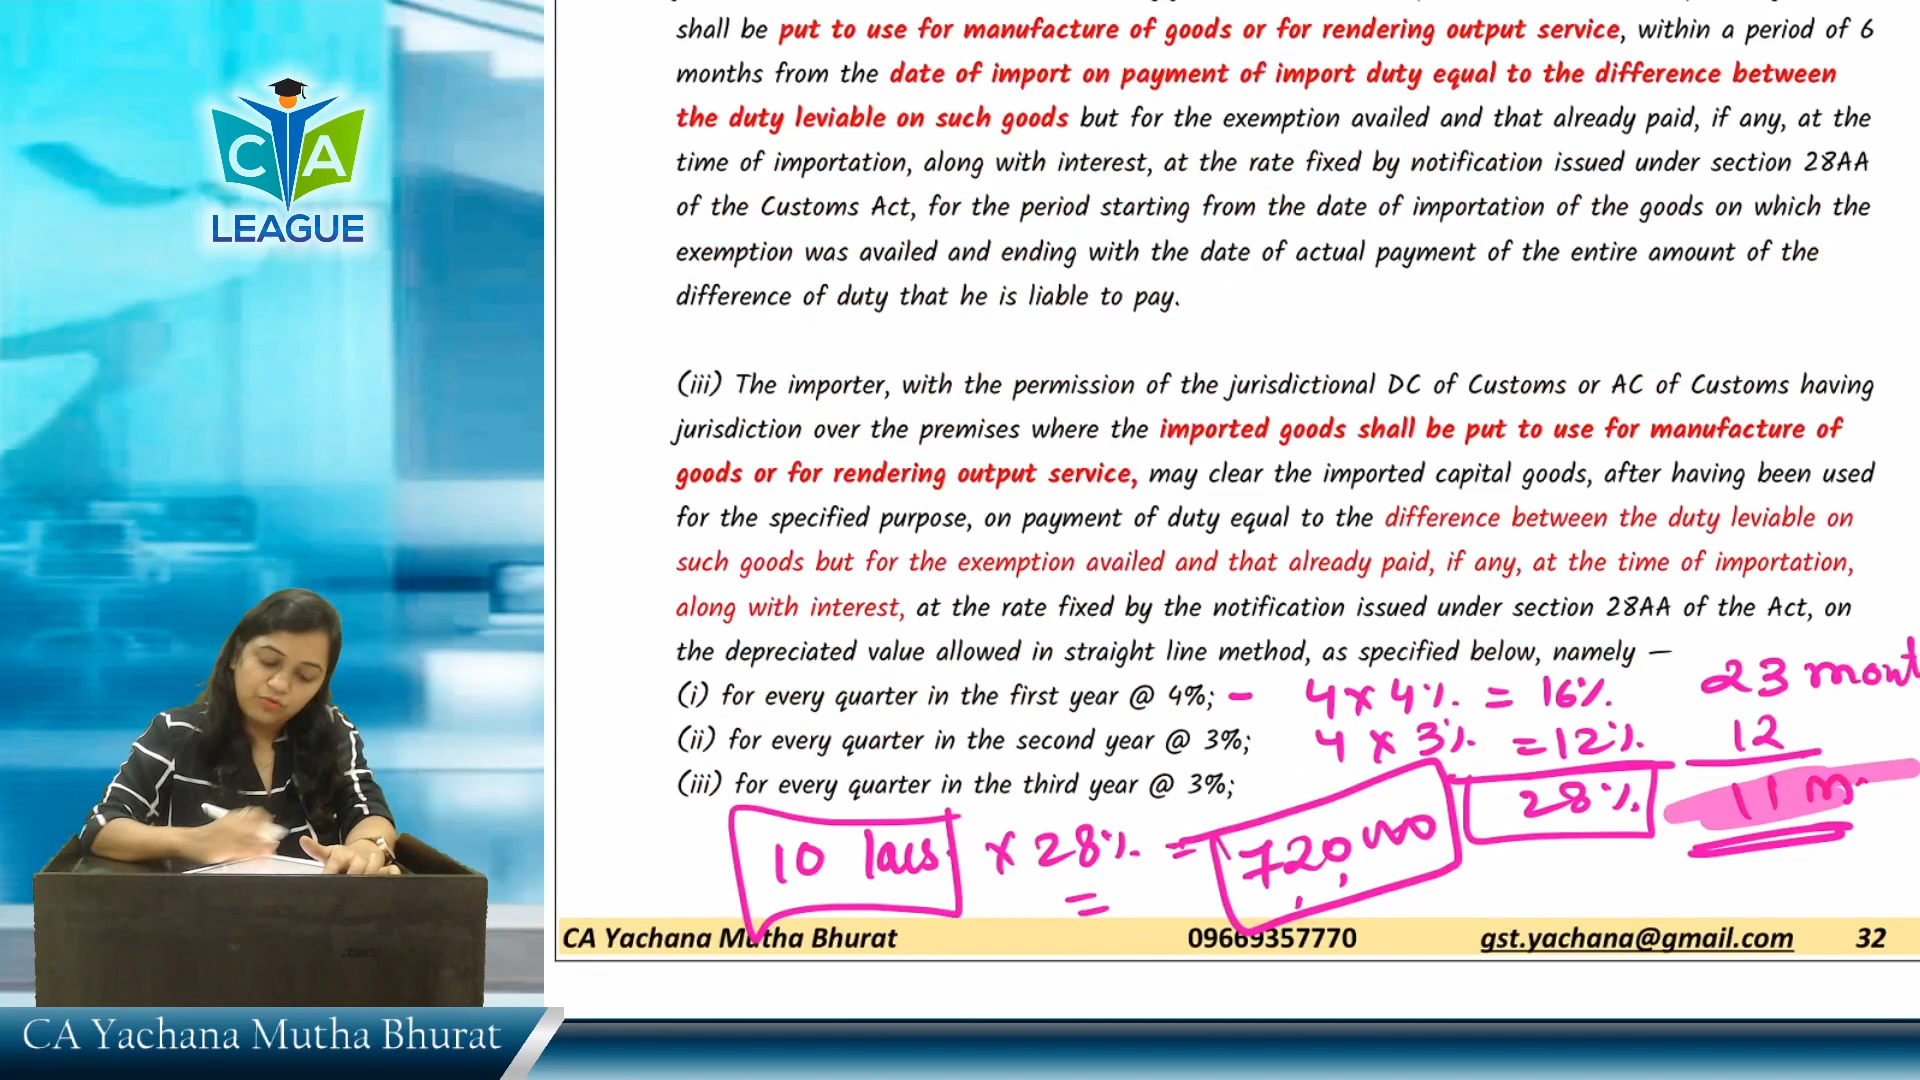 shall be put to use for manufacture of goods or for rendering output service, within a period of 6
months from the date of import on payment of import duty equal to the difference between
the duty leviable on such goods but for the exemption availed and that already paid, if any, at the
time of importation, along with interest, at the rate fixed by notification issued under section 28AA
of the Customs Act, for the period starting from the date of importation of the goods on which the
exemption was availed and ending with the date of actual payment of the entire amount of the
difference of duty that he is liable to pay.
(iii) The importer, with the permission of the jurisdictional DC of Customs or AC of Customs having
jurisdiction over the premises where the imported goods shall be put to use for manufacture of
goods or for rendering output service, may clear the imported capital goods, after having been used
for the specified purpose, on payment of duty equal to the difference between the duty leviable on
such goods but for the exemption availed and that already paid, if any, at the time of importation,
along with interest, at the rate fixed by the notification issued under section 28AA of the Act, on
the depreciated value allowed in straight line method, as specified below, namely —
23 mont
(i) for every quarter in the first year @ 4%; - 4 x 4% = 16%
(ii) for every quarter in the second year @ 3%; 4 x 3% = 12% 12
(iii) for every quarter in the third year @ 3%; 28% 11 m.
10 lacs x 28% = 720,000
CA Yachana Mutha Bhurat 09669357770 gst.yachana@gmail.com 32
CA
LEAGUE
CA Yachana Mutha Bhurat